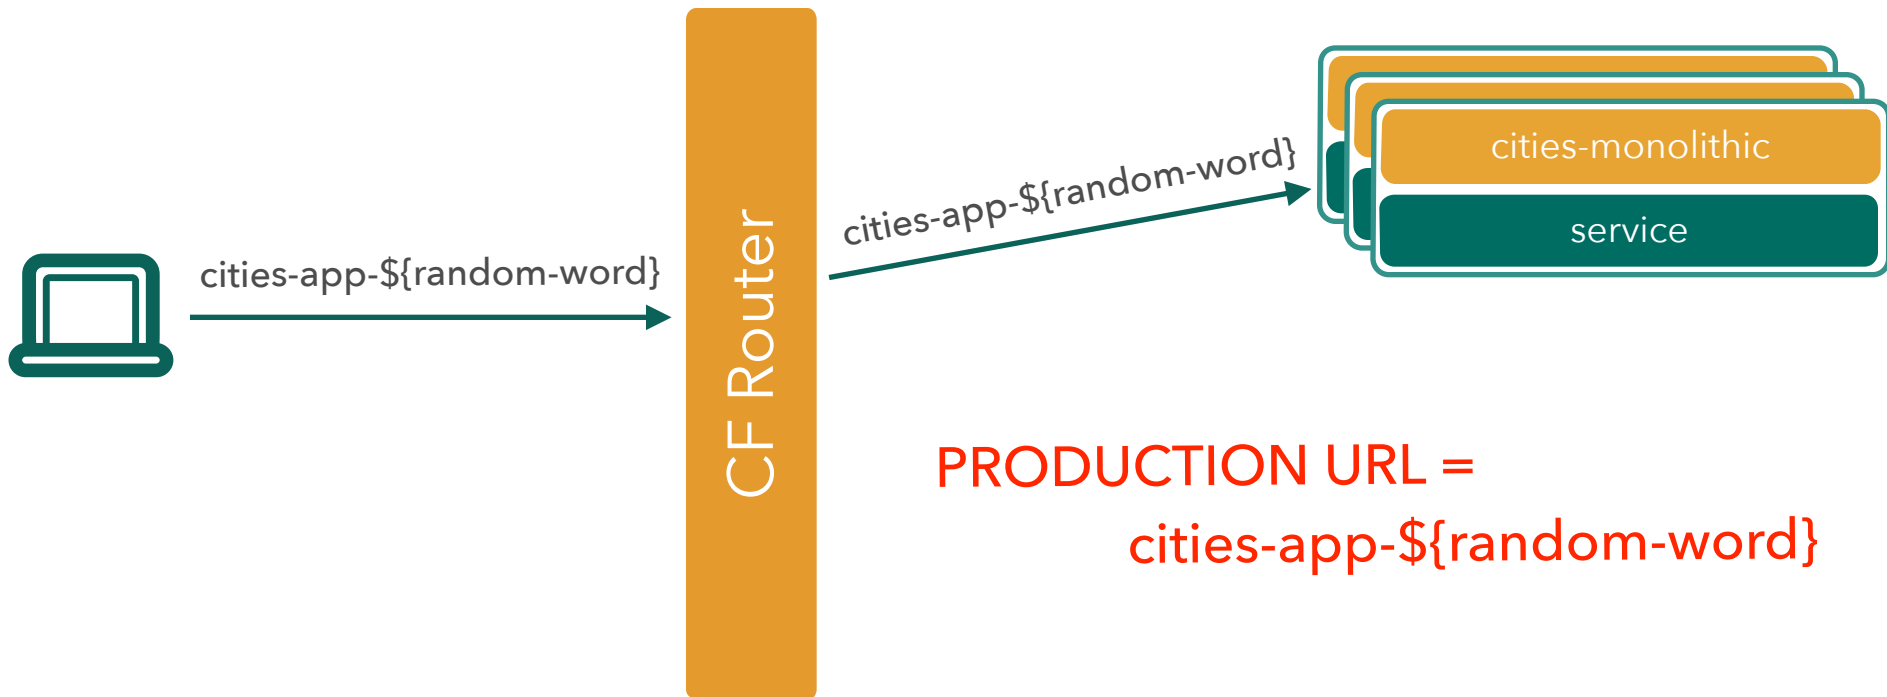 cities-app-${random-word}
CF Router
cities-app-${random-word}
cities-monolithic
service
PRODUCTION URL =
cities-app-${random-word}